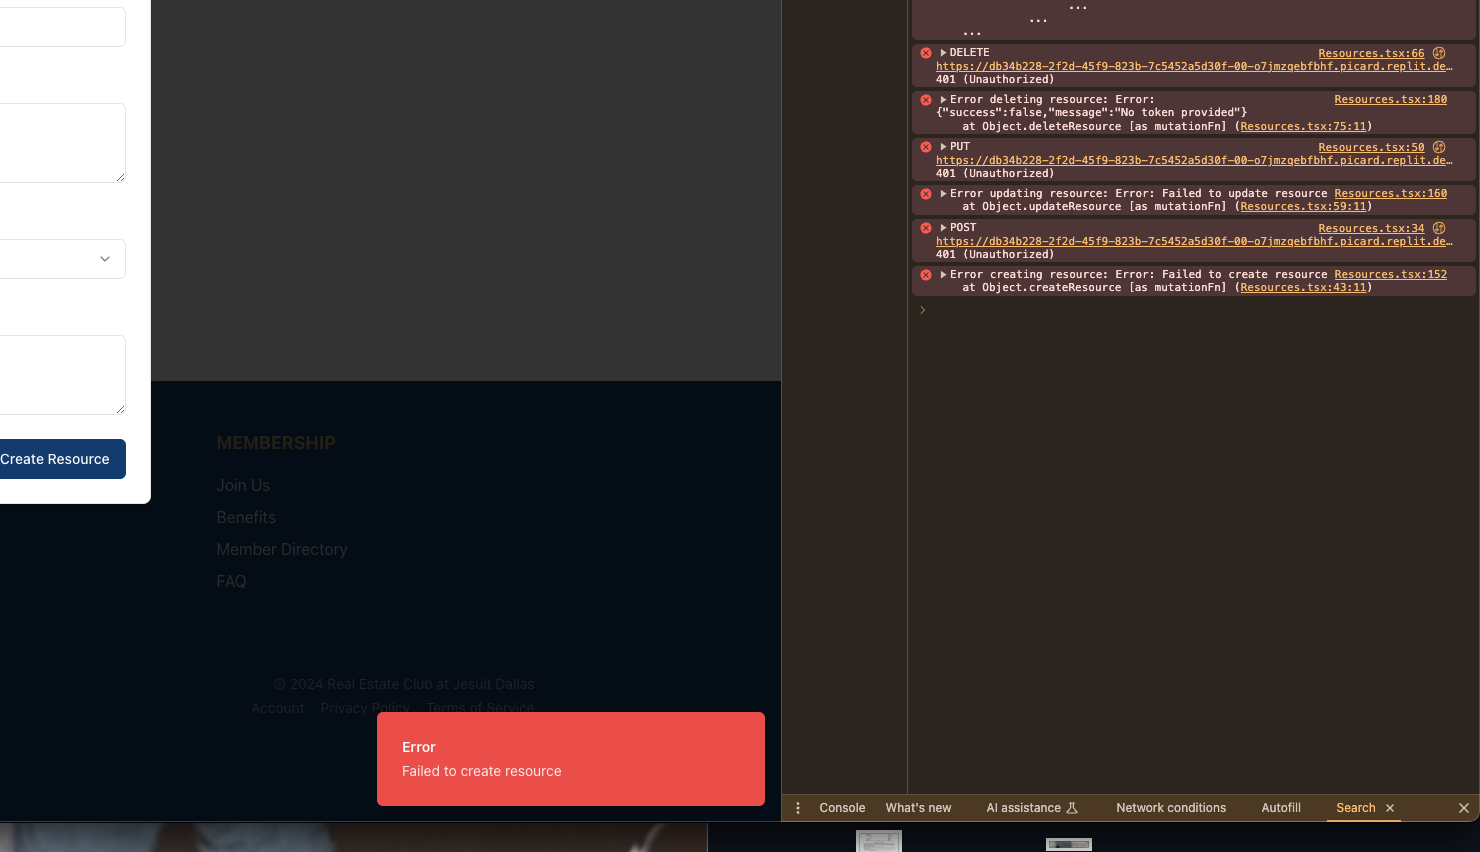 ...
...
...
DELETE Resources.tsx:66
https://db34b228-2f2d-45f9-823b-7c5452a5d30f-00-o7jmzqebfbhf.picard.replit.de…
401 (Unauthorized)
Error deleting resource: Error: Resources.tsx:180
{"success":false,"message":"No token provided"}
at Object.deleteResource [as mutationFn] (Resources.tsx:75:11)
PUT Resources.tsx:50
https://db34b228-2f2d-45f9-823b-7c5452a5d30f-00-o7jmzqebfbhf.picard.replit.de…
401 (Unauthorized)
Error updating resource: Error: Failed to update resource Resources.tsx:160
at Object.updateResource [as mutationFn] (Resources.tsx:59:11)
POST Resources.tsx:34
https://db34b228-2f2d-45f9-823b-7c5452a5d30f-00-o7jmzqebfbhf.picard.replit.de…
401 (Unauthorized)
Error creating resource: Error: Failed to create resource Resources.tsx:152
at Object.createResource [as mutationFn] (Resources.tsx:43:11)
Create Resource
MEMBERSHIP
Join Us
Benefits
Member Directory
FAQ
© 2024 Real Estate Club at Jesuit Dallas
Account Privacy Policy Terms of Service
Error
Failed to create resource
Console What's new AI assistance Network conditions Autofill Search